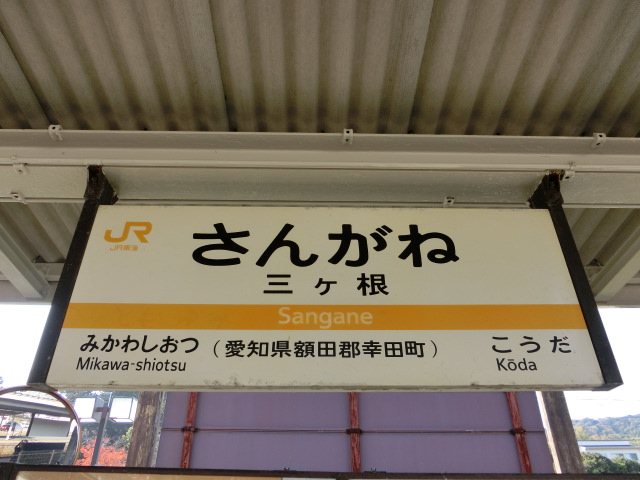 JR
JR東海
さんがね
三ヶ根
Sangane
みかわしおつ
Mikawa-shiotsu
(愛知県額田郡幸田町)
こうだ
Kōda